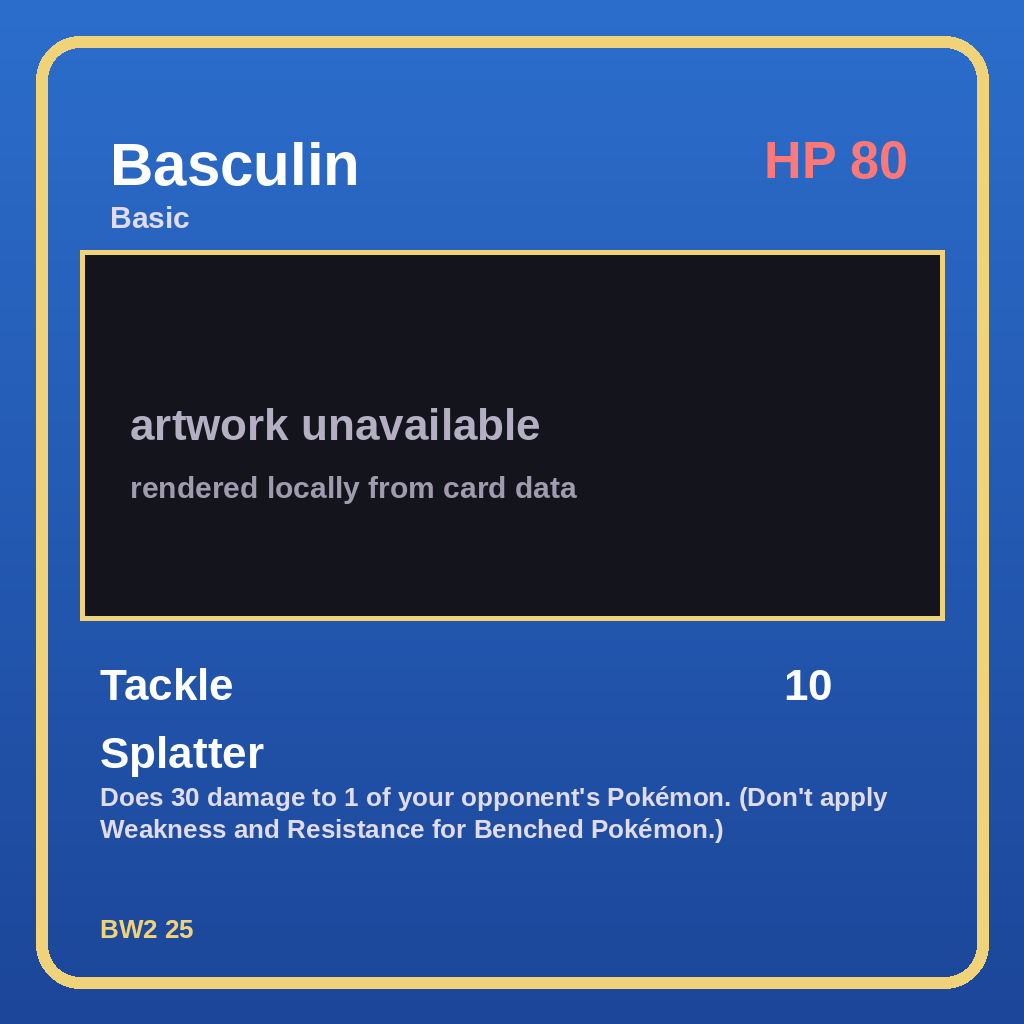 Basculin
HP 80
Basic
artwork unavailable
rendered locally from card data
Tackle 10
Splatter
Does 30 damage to 1 of your opponent's Pokémon. (Don't apply
Weakness and Resistance for Benched Pokémon.)
BW2 25